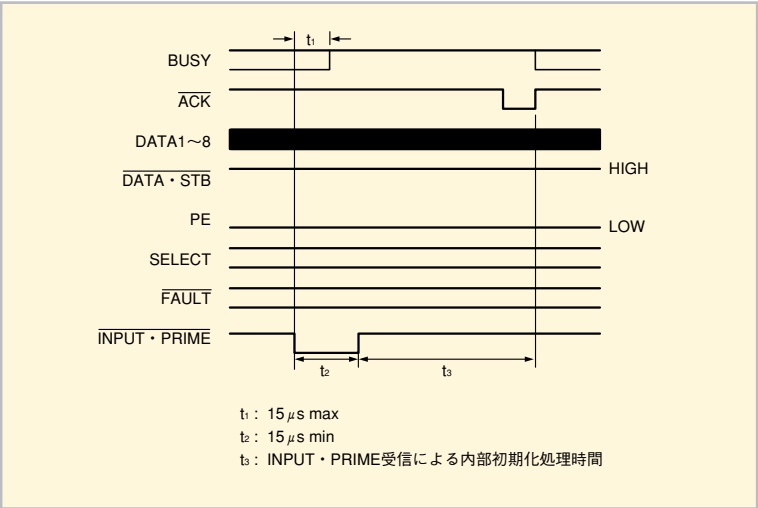 t₁
BUSY
ACK
DATA1～8
DATA・STB
HIGH
PE
LOW
SELECT
FAULT
INPUT・PRIME
t₂
t₃
t₁ : 15μs max
t₂ : 15μs min
t₃ : INPUT・PRIME受信による内部初期化処理時間